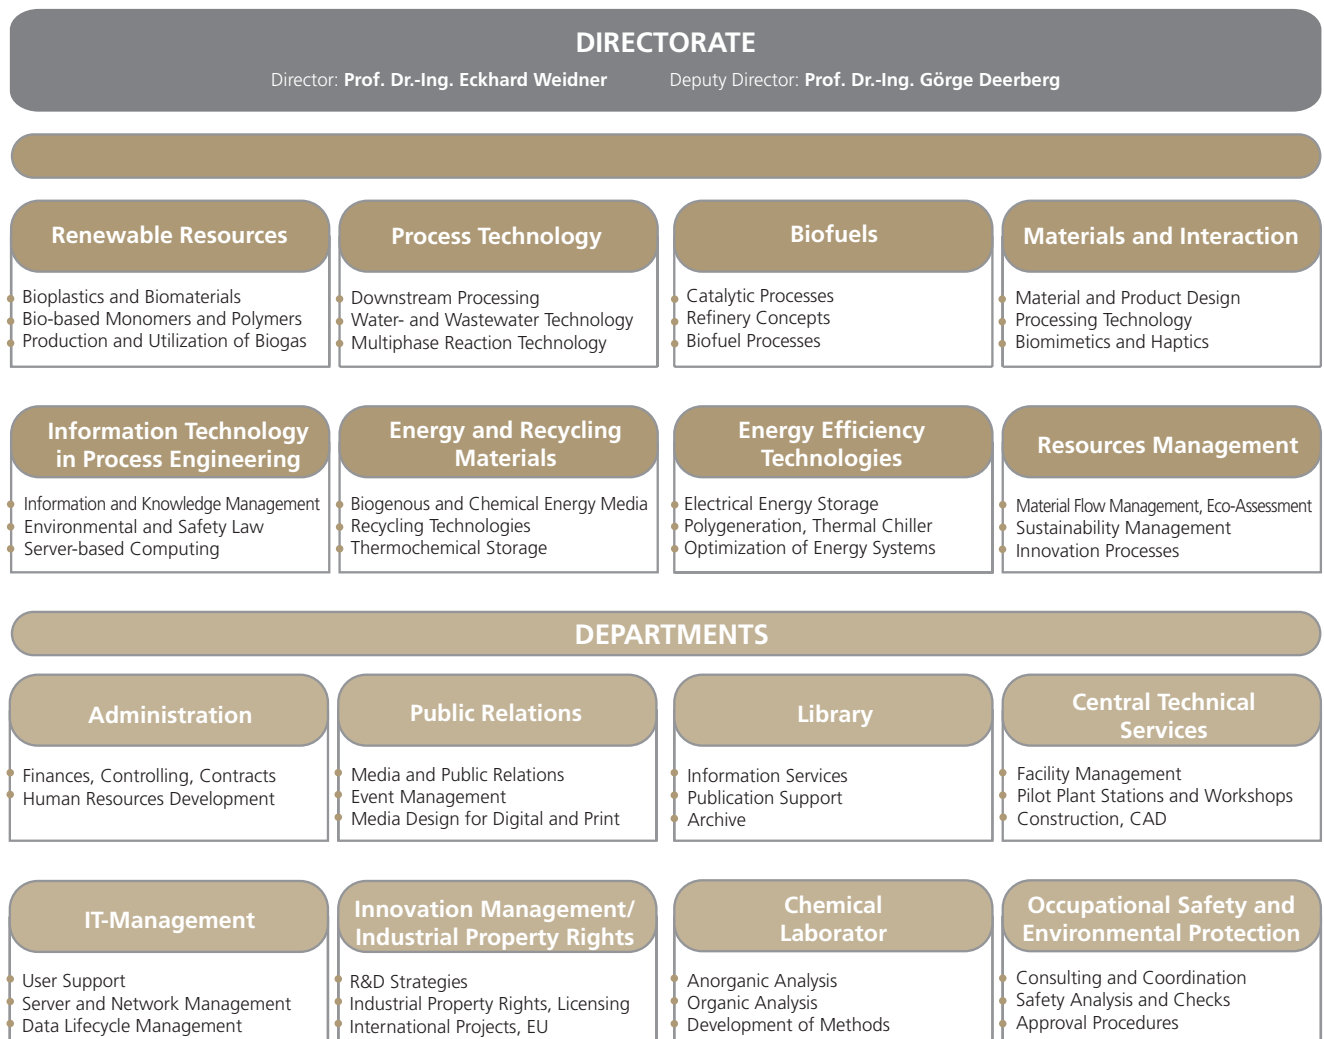 DIRECTORATE
Director: Prof. Dr.-Ing. Eckhard Weidner Deputy Director: Prof. Dr.-Ing. Görge Deerberg
Renewable Resources
Bioplastics and Biomaterials
Bio-based Monomers and Polymers
Production and Utilization of Biogas
Process Technology
Downstream Processing
Water- and Wastewater Technology
Multiphase Reaction Technology
Biofuels
Catalytic Processes
Refinery Concepts
Biofuel Processes
Materials and Interaction
Material and Product Design
Processing Technology
Biomimetics and Haptics
Information Technology
in Process Engineering
Information and Knowledge Management
Environmental and Safety Law
Server-based Computing
Energy and Recycling
Materials
Biogenous and Chemical Energy Media
Recycling Technologies
Thermochemical Storage
Energy Efficiency
Technologies
Electrical Energy Storage
Polygeneration, Thermal Chiller
Optimization of Energy Systems
Resources Management
Material Flow Management, Eco-Assessment
Sustainability Management
Innovation Processes
DEPARTMENTS
Administration
Finances, Controlling, Contracts
Human Resources Development
Public Relations
Media and Public Relations
Event Management
Media Design for Digital and Print
Library
Information Services
Publication Support
Archive
Central Technical
Services
Facility Management
Pilot Plant Stations and Workshops
Construction, CAD
IT-Management
User Support
Server and Network Management
Data Lifecycle Management
Innovation Management/
Industrial Property Rights
R&D Strategies
Industrial Property Rights, Licensing
International Projects, EU
Chemical
Laborator
Anorganic Analysis
Organic Analysis
Development of Methods
Occupational Safety and
Environmental Protection
Consulting and Coordination
Safety Analysis and Checks
Approval Procedures